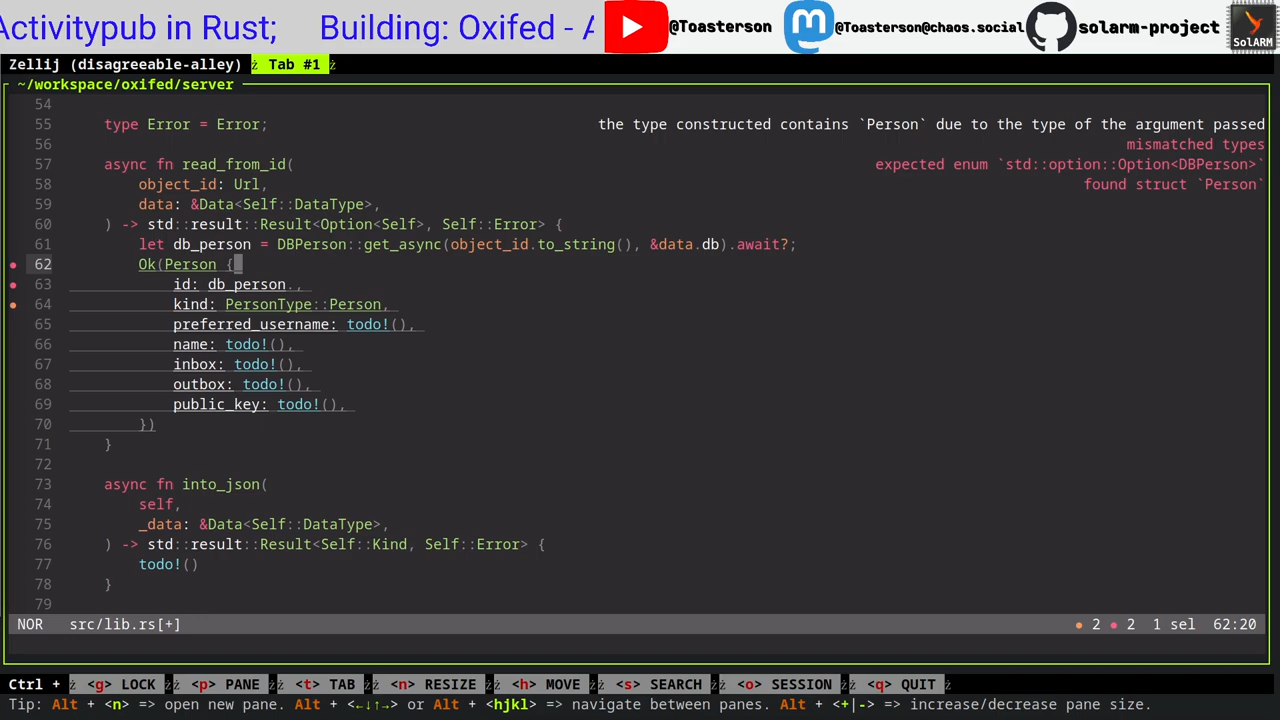 Activitypub in Rust;     Building: Oxifed - A
@Toasterson
@Toasterson@chaos.social
solarm-project
SolARM
Zellij (disagreeable-alley)  Tab #1
~/workspace/oxifed/server
54
55 type Error = Error; the type constructed contains `Person` due to the type of the argument passed
56 mismatched types
57 async fn read_from_id( expected enum `std::option::Option<DBPerson>`
58 object_id: Url, found struct `Person`
59 data: &Data<Self::DataType>,
60 ) -> std::result::Result<Option<Self>, Self::Error> {
61 let db_person = DBPerson::get_async(object_id.to_string(), &data.db).await?;
62 Ok(Person {
63 id: db_person.,
64 kind: PersonType::Person,
65 preferred_username: todo!(),
66 name: todo!(),
67 inbox: todo!(),
68 outbox: todo!(),
69 public_key: todo!(),
70 })
71 }
72
73 async fn into_json(
74 self,
75 _data: &Data<Self::DataType>,
76 ) -> std::result::Result<Self::Kind, Self::Error> {
77 todo!()
78 }
79
NOR src/lib.rs[+] ● 2 ● 2 1 sel 62:20
Ctrl + <g> LOCK <p> PANE <t> TAB <n> RESIZE <h> MOVE <s> SEARCH <o> SESSION <q> QUIT
Tip: Alt + <n> => open new pane. Alt + <←↓↑→> or Alt + <hjkl> => navigate between panes. Alt + <+|-> => increase/decrease pane size.